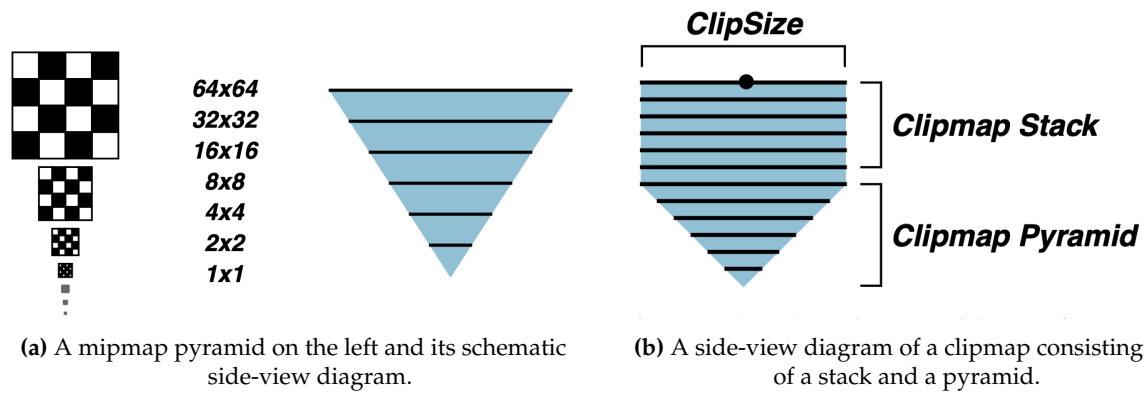 64x64
32x32
16x16
8x8
4x4
2x2
1x1
(a) A mipmap pyramid on the left and its schematic
side-view diagram.
ClipSize
Clipmap Stack
Clipmap Pyramid
(b) A side-view diagram of a clipmap consisting
of a stack and a pyramid.